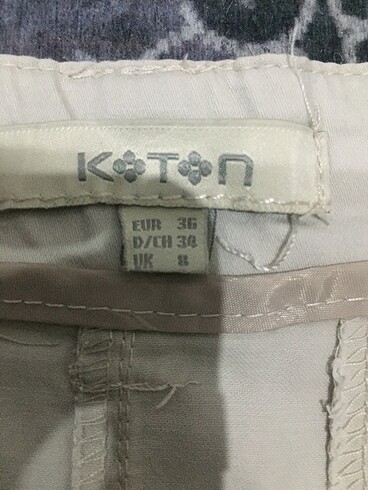 KOTON
EUR 36
D/CH 34
UK 8